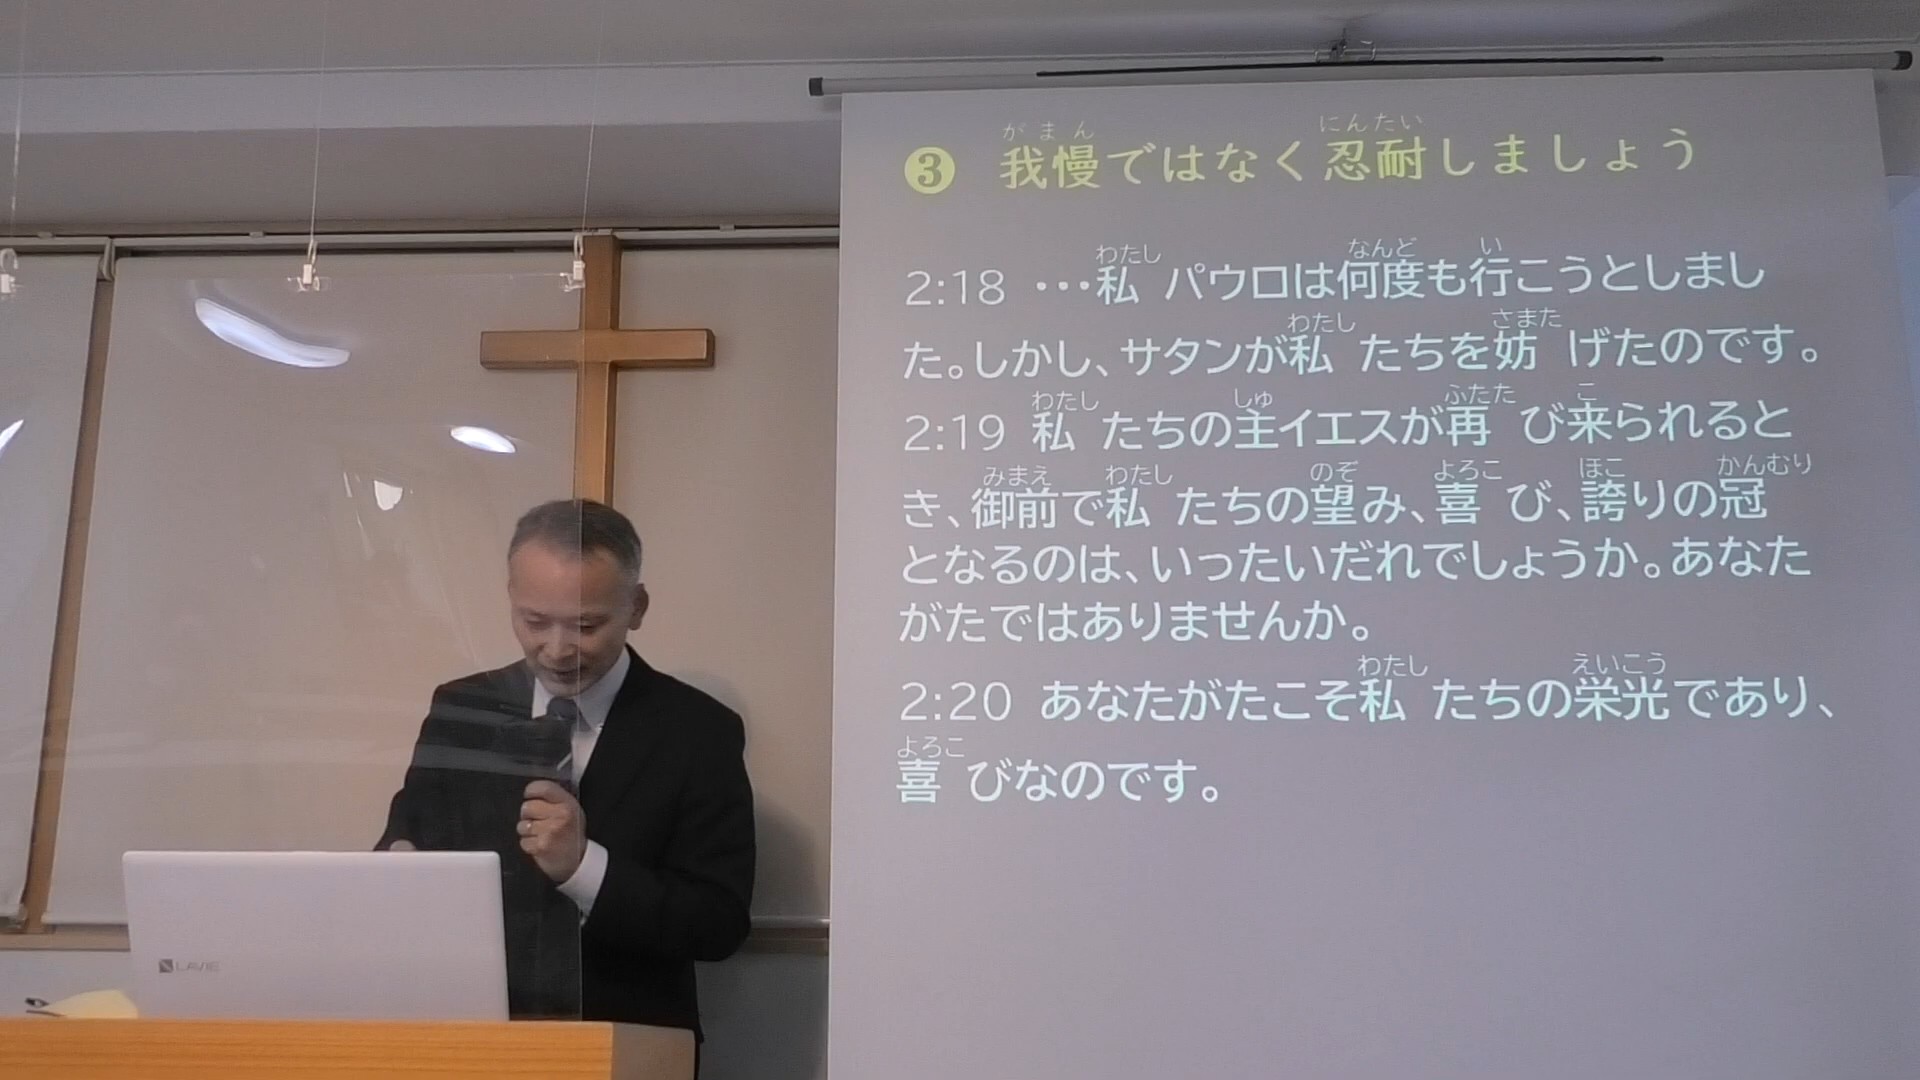 ❸ 我慢ではなく忍耐しましょう
がまん にんたい
2:18 …私 パウロは何度も行こうとしまし
わたし なんど い
た。しかし、サタンが私 たちを妨 げたのです。
わたし さまた
2:19 私 たちの主イエスが再 び来られると
わたし しゅ ふたた こ
き、御前で私 たちの望み、喜 び、誇りの冠
みまえ わたし のぞ よろこ ほこ かんむり
となるのは、いったいだれでしょうか。あなた
がたではありませんか。
2:20 あなたがたこそ私 たちの栄光であり、
わたし えいこう
喜 びなのです。
よろこ
LAVIE